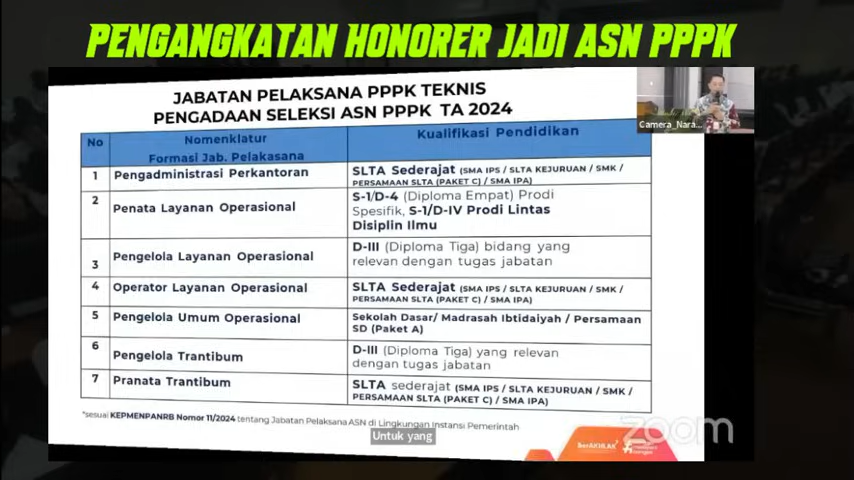 PENGANGKATAN HONORER JADI ASN PPPK
JABATAN PELAKSANA PPPK TEKNIS
PENGADAAN SELEKSI ASN PPPK TA 2024
Camera_Nara...
No
Nomenklatur
Formasi Jab. Pelakasana
Kualifikasi Pendidikan
1
Pengadministrasi Perkantoran
SLTA Sederajat (SMA IPS / SLTA KEJURUAN / SMK /
PERSAMAAN SLTA (PAKET C) / SMA IPA)
2
Penata Layanan Operasional
S-1/D-4 (Diploma Empat) Prodi
Spesifik, S-1/D-IV Prodi Lintas
Disiplin Ilmu
3
Pengelola Layanan Operasional
D-III (Diploma Tiga) bidang yang
relevan dengan tugas jabatan
4
Operator Layanan Operasional
SLTA Sederajat (SMA IPS / SLTA KEJURUAN / SMK /
PERSAMAAN SLTA (PAKET C) / SMA IPA)
5
Pengelola Umum Operasional
Sekolah Dasar/ Madrasah Ibtidaiyah / Persamaan
SD (Paket A)
6
Pengelola Trantibum
D-III (Diploma Tiga) yang relevan
dengan tugas jabatan
7
Pranata Trantibum
SLTA sederajat (SMA IPS / SLTA KEJURUAN / SMK /
PERSAMAAN SLTA (PAKET C) / SMA IPA)
*sesuai KEPMENPANRB Nomor 11/2024 tentang Jabatan Pelaksana ASN di Lingkungan Instansi Pemerintah
Untuk yang
BerAKHLAK
zoom